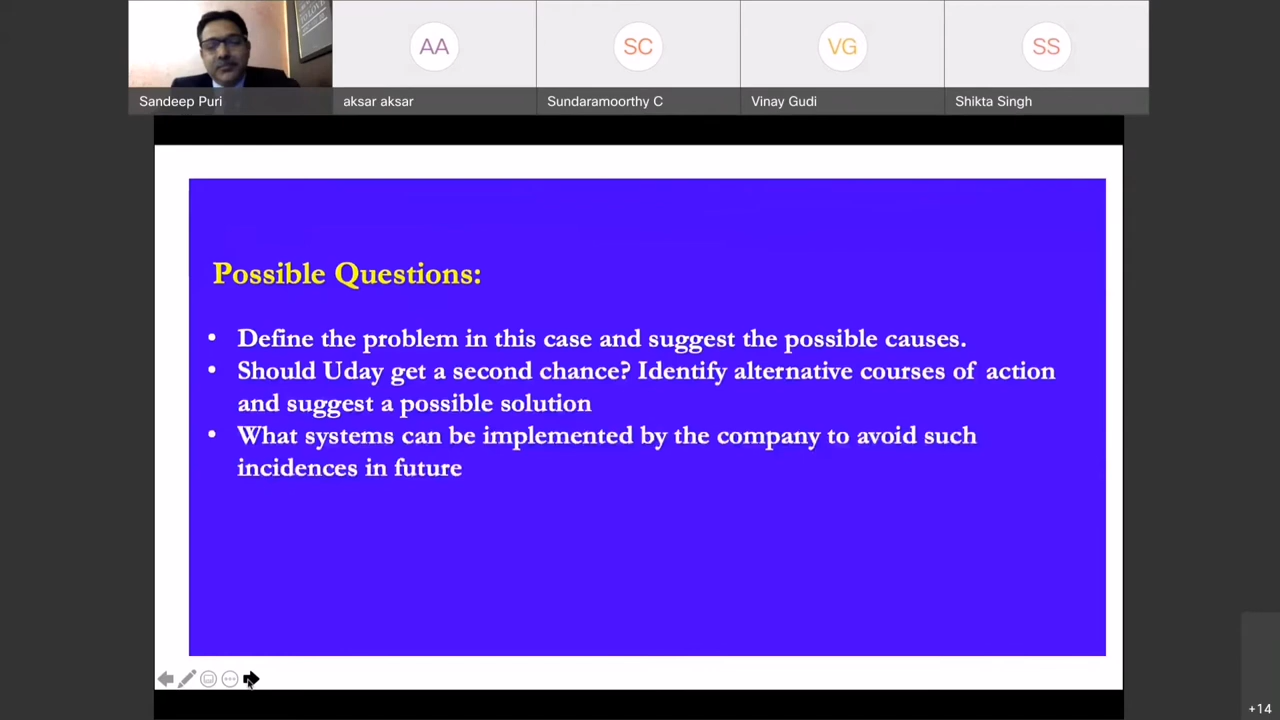 AA
SC
VG
SS
Sandeep Puri
aksar aksar
Sundaramoorthy C
Vinay Gudi
Shikta Singh
Possible Questions:
• Define the problem in this case and suggest the possible causes.
• Should Uday get a second chance? Identify alternative courses of action
and suggest a possible solution
• What systems can be implemented by the company to avoid such
incidences in future
+14